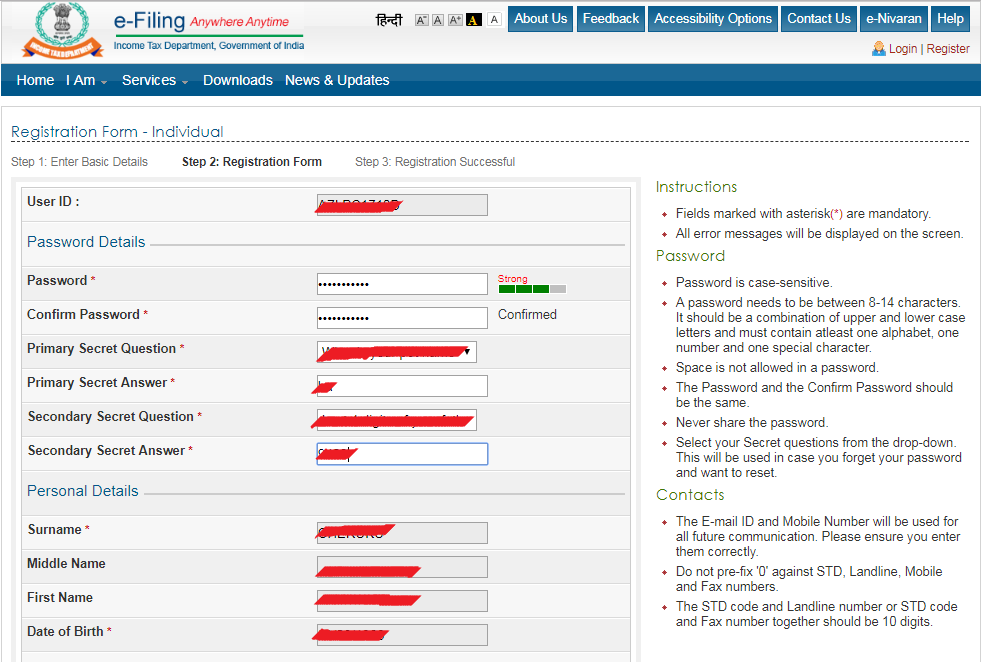 e-Filing Anywhere Anytime
Income Tax Department, Government of India
हिन्दी A- A A+ A A
About Us Feedback Accessibility Options Contact Us e-Nivaran Help
Login | Register
Home I Am Services Downloads News & Updates
Registration Form - Individual
Step 1: Enter Basic Details Step 2: Registration Form Step 3: Registration Successful
User ID :
Password Details
Password *
Strong
Confirm Password *
Confirmed
Primary Secret Question *
Primary Secret Answer *
Secondary Secret Question *
Secondary Secret Answer *
Personal Details
Surname *
Middle Name
First Name
Date of Birth *
Instructions
Fields marked with asterisk(*) are mandatory.
All error messages will be displayed on the screen.
Password
Password is case-sensitive.
A password needs to be between 8-14 characters.
It should be a combination of upper and lower case
letters and must contain atleast one alphabet, one
number and one special character.
Space is not allowed in a password.
The Password and the Confirm Password should
be the same.
Never share the password.
Select your Secret questions from the drop-down.
This will be used in case you forget your password
and want to reset.
Contacts
The E-mail ID and Mobile Number will be used for
all future communication. Please ensure you enter
them correctly.
Do not pre-fix '0' against STD, Landline, Mobile
and Fax numbers.
The STD code and Landline number or STD code
and Fax number together should be 10 digits.